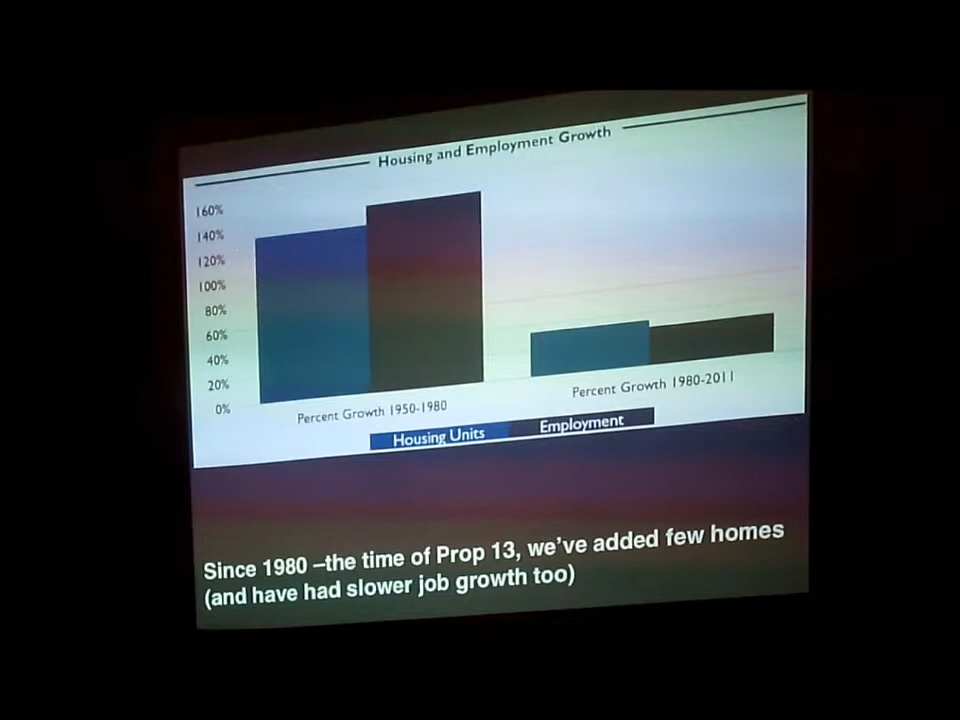 Housing and Employment Growth
160%
140%
120%
100%
80%
60%
40%
20%
0%
Percent Growth 1950-1980
Percent Growth 1980-2011
Housing Units
Employment
Since 1980 –the time of Prop 13, we've added few homes
(and have had slower job growth too)